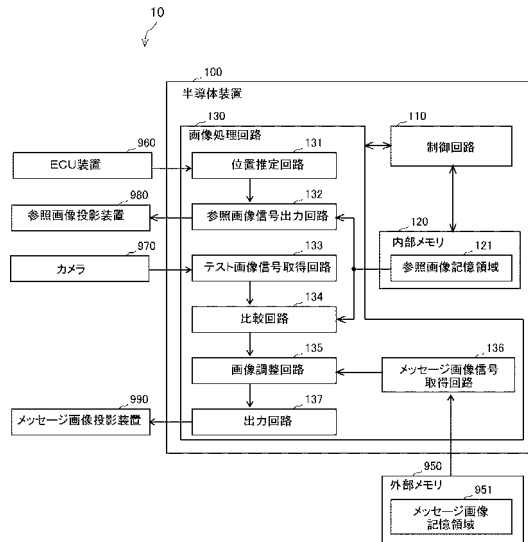 10
100
半導体装置
130
画像処理回路
110
制御回路
960
ECU装置
131
位置推定回路
980
参照画像投影装置
132
参照画像信号出力回路
120
内部メモリ
121
参照画像記憶領域
970
カメラ
133
テスト画像信号取得回路
134
比較回路
135
画像調整回路
136
メッセージ画像信号
取得回路
990
メッセージ画像投影装置
137
出力回路
950
外部メモリ
951
メッセージ画像
記憶領域